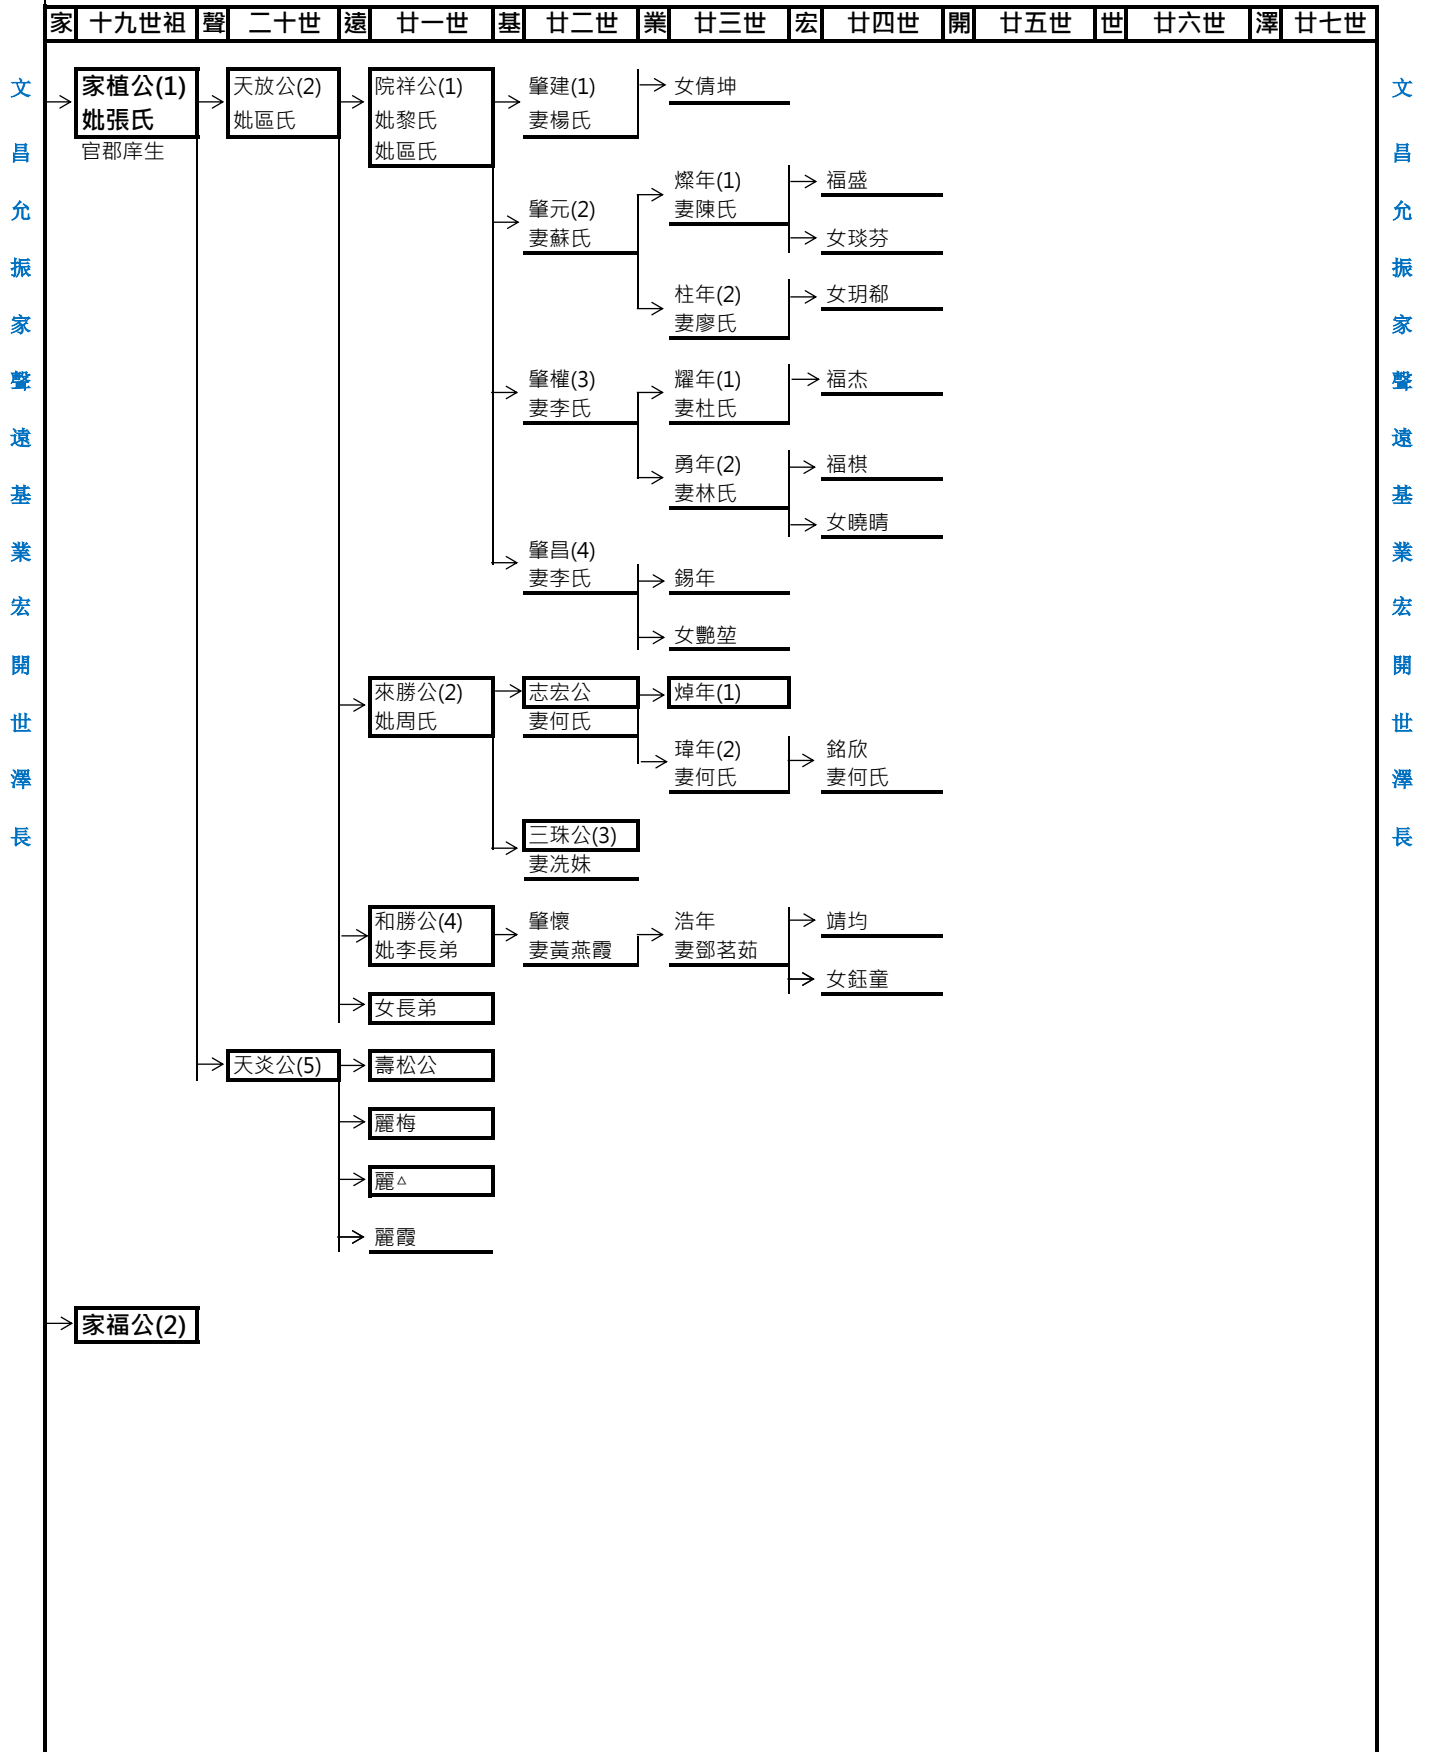 家 十九世祖 聲 二十世 遠 廿一世 基 廿二世 業 廿三世 宏 廿四世 開 廿五世 世 廿六世 澤 廿七世
文
昌
允
振
家
聲
遠
基
業
宏
開
世
澤
長
家植公(1)
妣張氏
官郡庠生
天放公(2)
妣區氏
院祥公(1)
妣黎氏
妣區氏
肇建(1)
妻楊氏
女倩坤
肇元(2)
妻蘇氏
燦年(1)
妻陳氏
福盛
女琰芬
柱年(2)
妻廖氏
女玥郗
肇權(3)
妻李氏
耀年(1)
妻杜氏
福杰
勇年(2)
妻林氏
福棋
女曉晴
肇昌(4)
妻李氏
錫年
女艷堃
來勝公(2)
妣周氏
志宏公
妻何氏
焯年(1)
瑋年(2)
妻何氏
銘欣
妻何氏
三珠公(3)
妻冼妹
和勝公(4)
妣李長弟
肇懷
妻黃燕霞
浩年
妻鄧茗茹
靖均
女鈺童
女長弟
天炎公(5)
壽松公
麗梅
麗△
麗霞
家福公(2)
文
昌
允
振
家
聲
遠
基
業
宏
開
世
澤
長